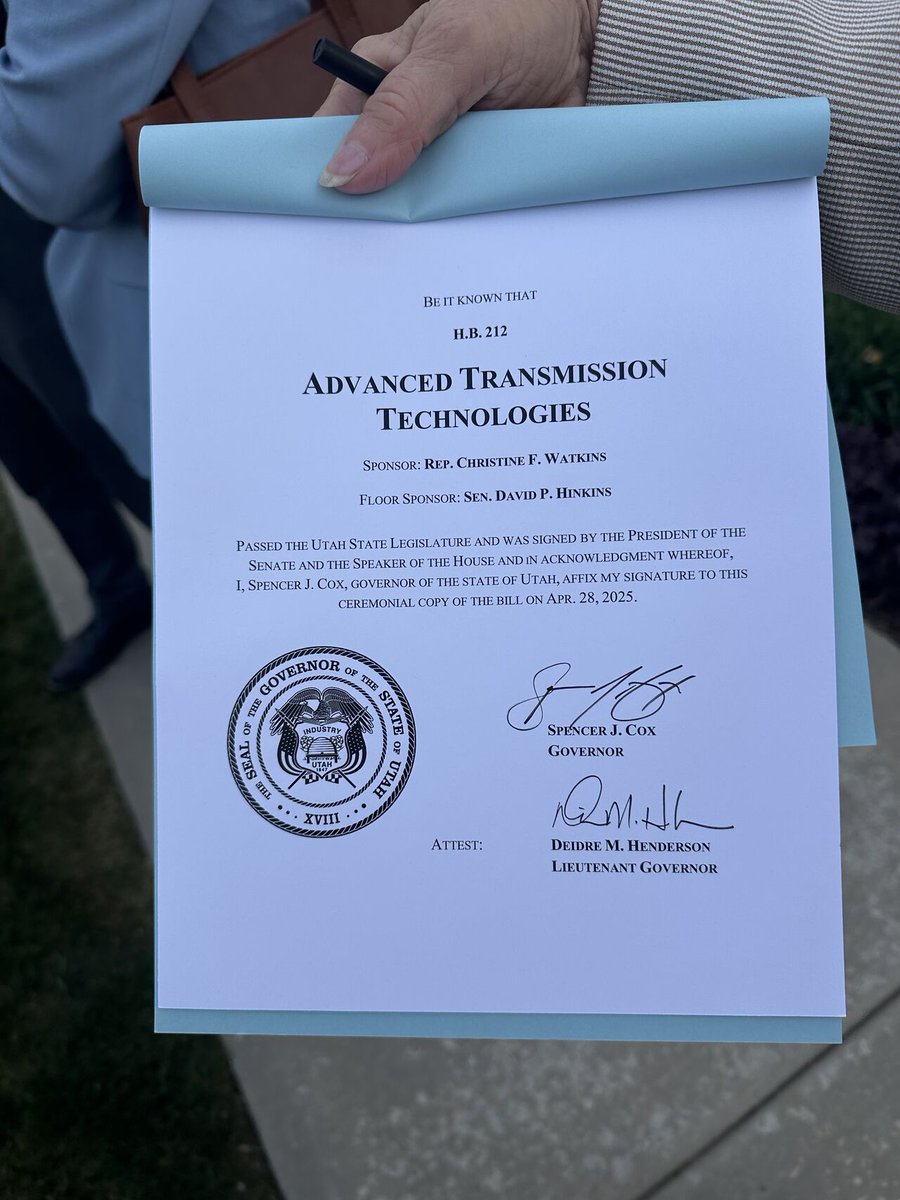 BE IT KNOWN THAT
H.B. 212
ADVANCED TRANSMISSION
TECHNOLOGIES
SPONSOR: REP. CHRISTINE F. WATKINS
FLOOR SPONSOR: SEN. DAVID P. HINKINS
PASSED THE UTAH STATE LEGISLATURE AND WAS SIGNED BY THE PRESIDENT OF THE
SENATE AND THE SPEAKER OF THE HOUSE AND IN ACKNOWLEDGMENT WHEREOF,
I, SPENCER J. COX, GOVERNOR OF THE STATE OF UTAH, AFFIX MY SIGNATURE TO THIS
CEREMONIAL COPY OF THE BILL ON APR. 28, 2025.
THE SEAL OF THE GOVERNOR OF THE STATE OF UTAH
INDUSTRY
UTAH
XVIII
SPENCER J. COX
GOVERNOR
ATTEST:
DEIDRE M. HENDERSON
LIEUTENANT GOVERNOR